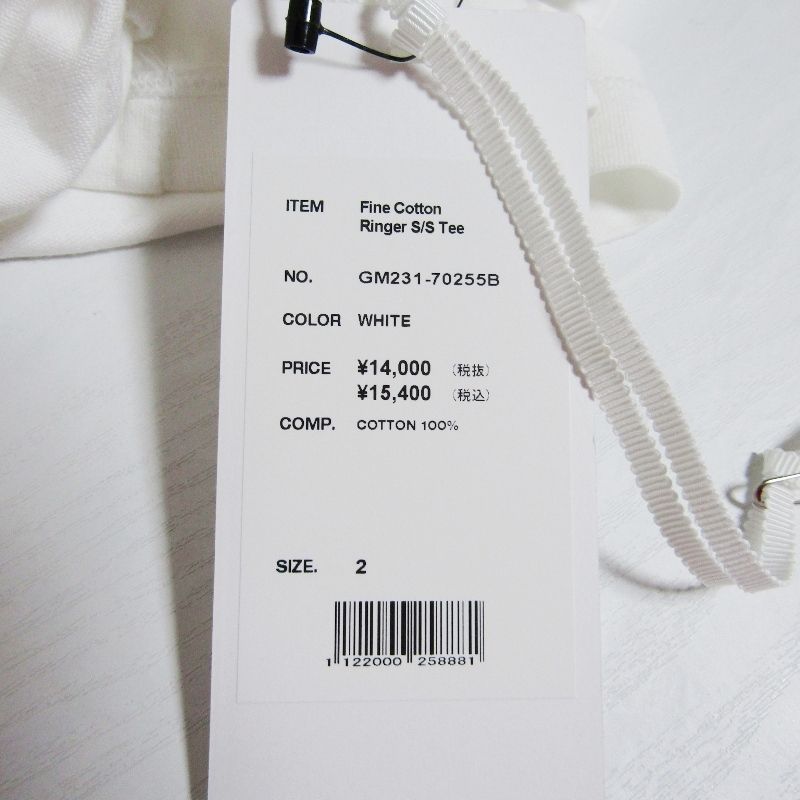 ITEM Fine Cotton
Ringer S/S Tee
NO. GM231-70255B
COLOR WHITE
PRICE ¥14,000 (税抜)
¥15,400 (税込)
COMP. COTTON 100%
SIZE. 2
1 122000 258881